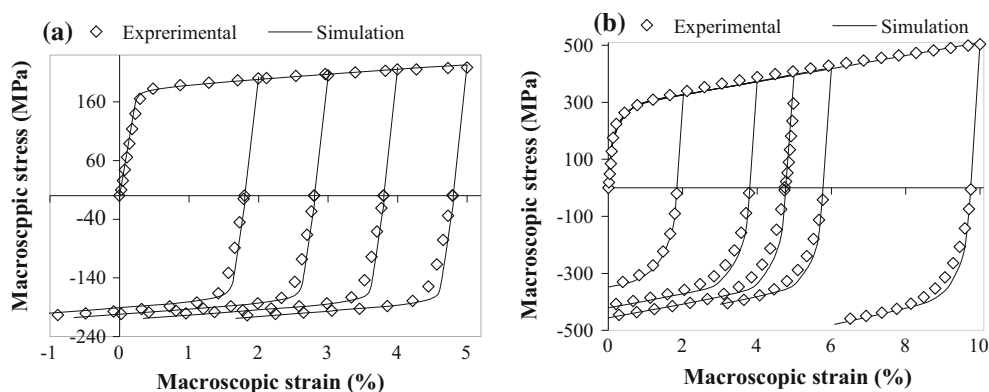 (a) ◇ Exprerimental — Simulation
Macroscppic stress (MPa)
160
60
-40
-140
-240
-1 0 1 2 3 4 5
Macroscopic strain (%)
(b) ◇ Experimental — Simulation
Macroscopic stress (MPa)
500
300
100
-100
-300
-500
0 2 4 6 8 10
Macroscopic strain (%)